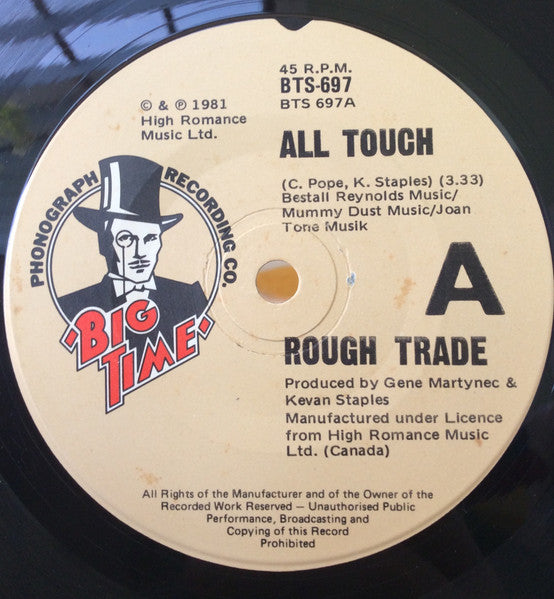 45 R.P.M.
BTS-697
BTS 697A
© & ℗ 1981
High Romance
Music Ltd.
ALL TOUCH
(C. Pope, K. Staples) (3.33)
Bestall Reynolds Music/
Mummy Dust Music/Joan
Tone Musik
PHONOGRAPH RECORDING CO.
BIG
TIME
A
ROUGH TRADE
Produced by Gene Martynec &
Kevan Staples
Manufactured under Licence
from High Romance Music
Ltd. (Canada)
All Rights of the Manufacturer and of the Owner of the
Recorded Work Reserved — Unauthorised Public
Performance, Broadcasting and
Copying of this Record
Prohibited